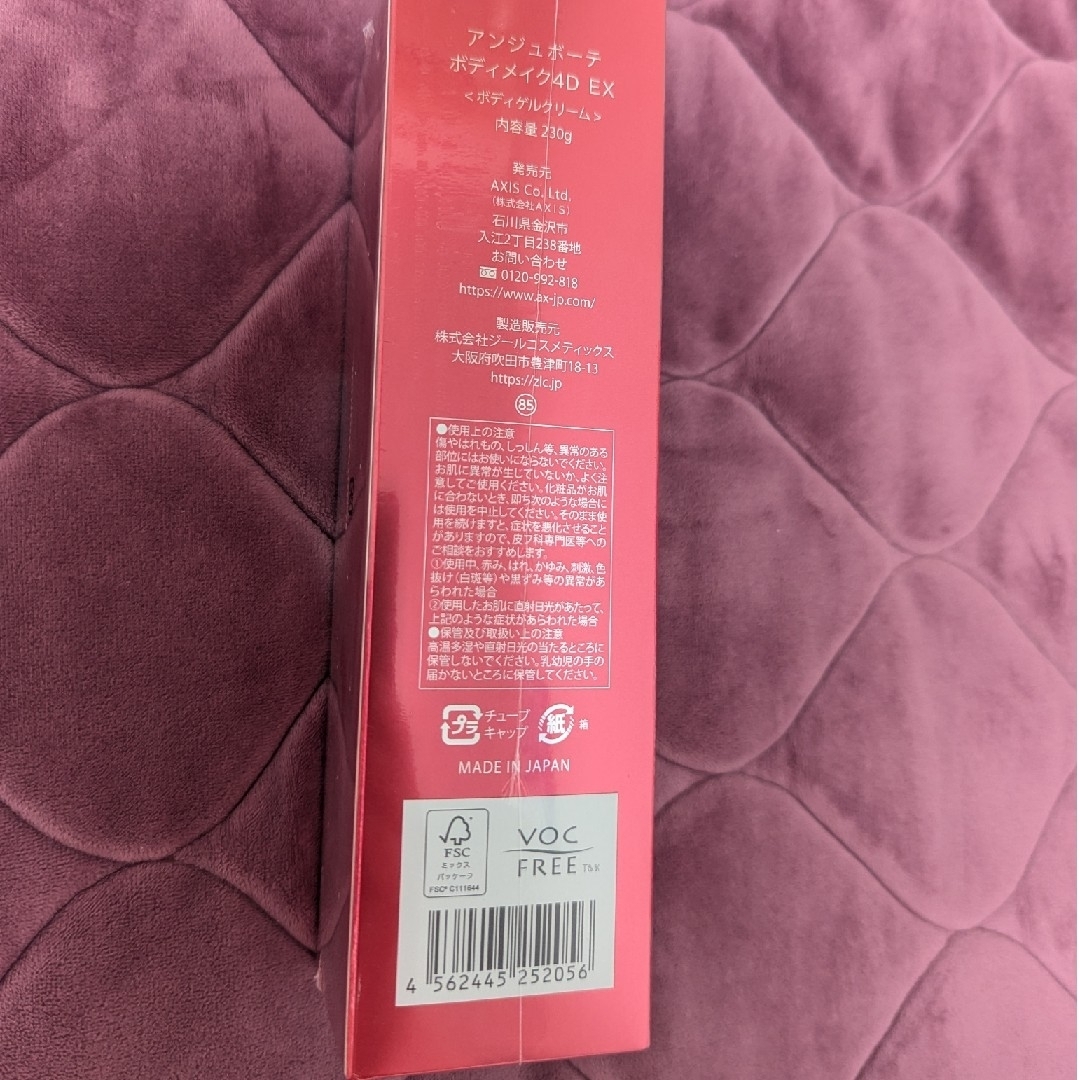 アンジュボーテ
ボディメイク4D EX
<ボディゲルクリーム>
内容量 230g
発売元
AXIS Co., Ltd.
(株式会社AXIS)
石川県金沢市
入江2丁目238番地
お問い合わせ
0120-992-818
https://www.ax-jp.com/
製造販売元
株式会社ジールコスメティックス
大阪府吹田市豊津町18-13
https://zlc.jp
85
●使用上の注意
傷やはれもの、しっしん等、異常のある
部位にはお使いにならないでください。
お肌に異常が生じていないか、よく注
意してご使用ください。化粧品がお肌
に合わないとき、即ち次のような場合に
は使用を中止してください。そのまま使
用を続けますと、症状を悪化させること
がありますので、皮フ科専門医等への
ご相談をおすすめします。
①使用中、赤み、はれ、かゆみ、刺激、色
抜け(白斑等)や黒ずみ等の異常があ
らわれた場合
②使用したお肌に直射日光があたって、
上記のような症状があらわれた場合
●保管及び取扱い上の注意
高温多湿や直射日光の当たるところに
保管しないでください。乳幼児の手の
届かないところに保管してください。
プラ チューブ
キャップ
紙 箱
MADE IN JAPAN
FSC
ミックス
パッケージ
FSC® C111644
VOC
FREE T&K
4 562445 252056